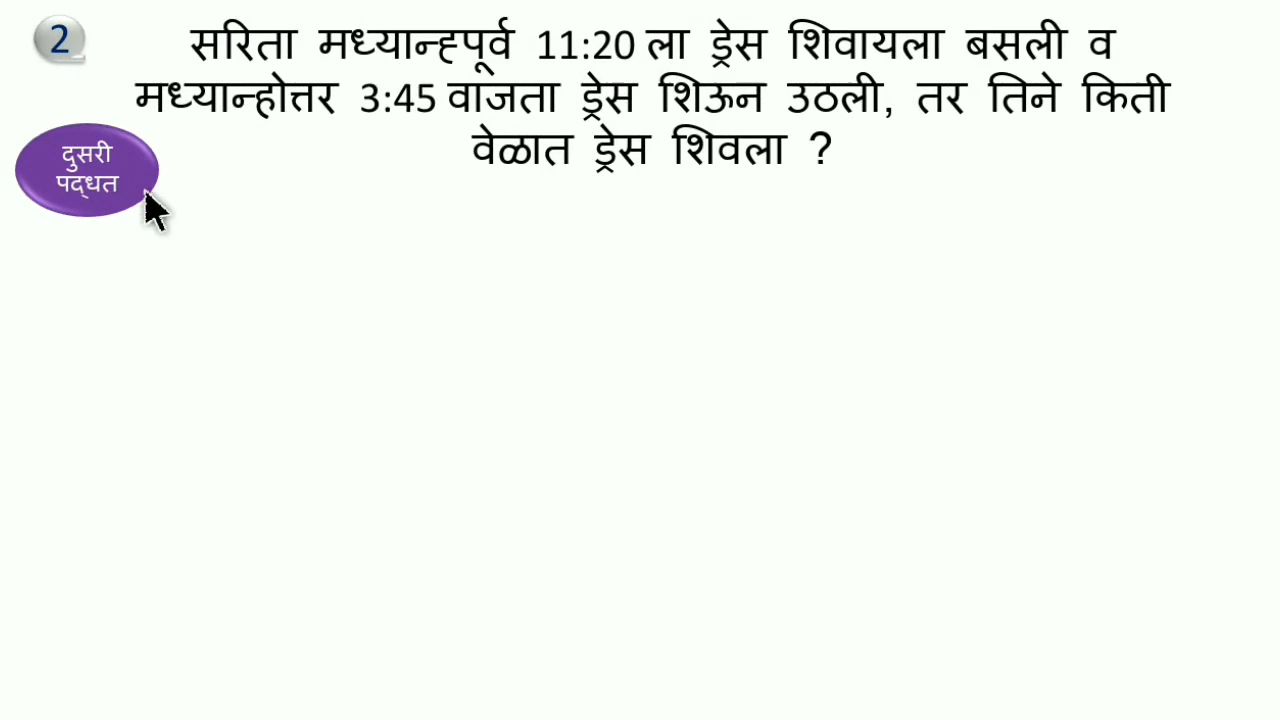 2
सरिता मध्यान्हपूर्व 11:20 ला ड्रेस शिवायला बसली व
मध्यान्होत्तर 3:45 वाजता ड्रेस शिऊन उठली, तर तिने किती
वेळात ड्रेस शिवला ?
दुसरी
पद्धत